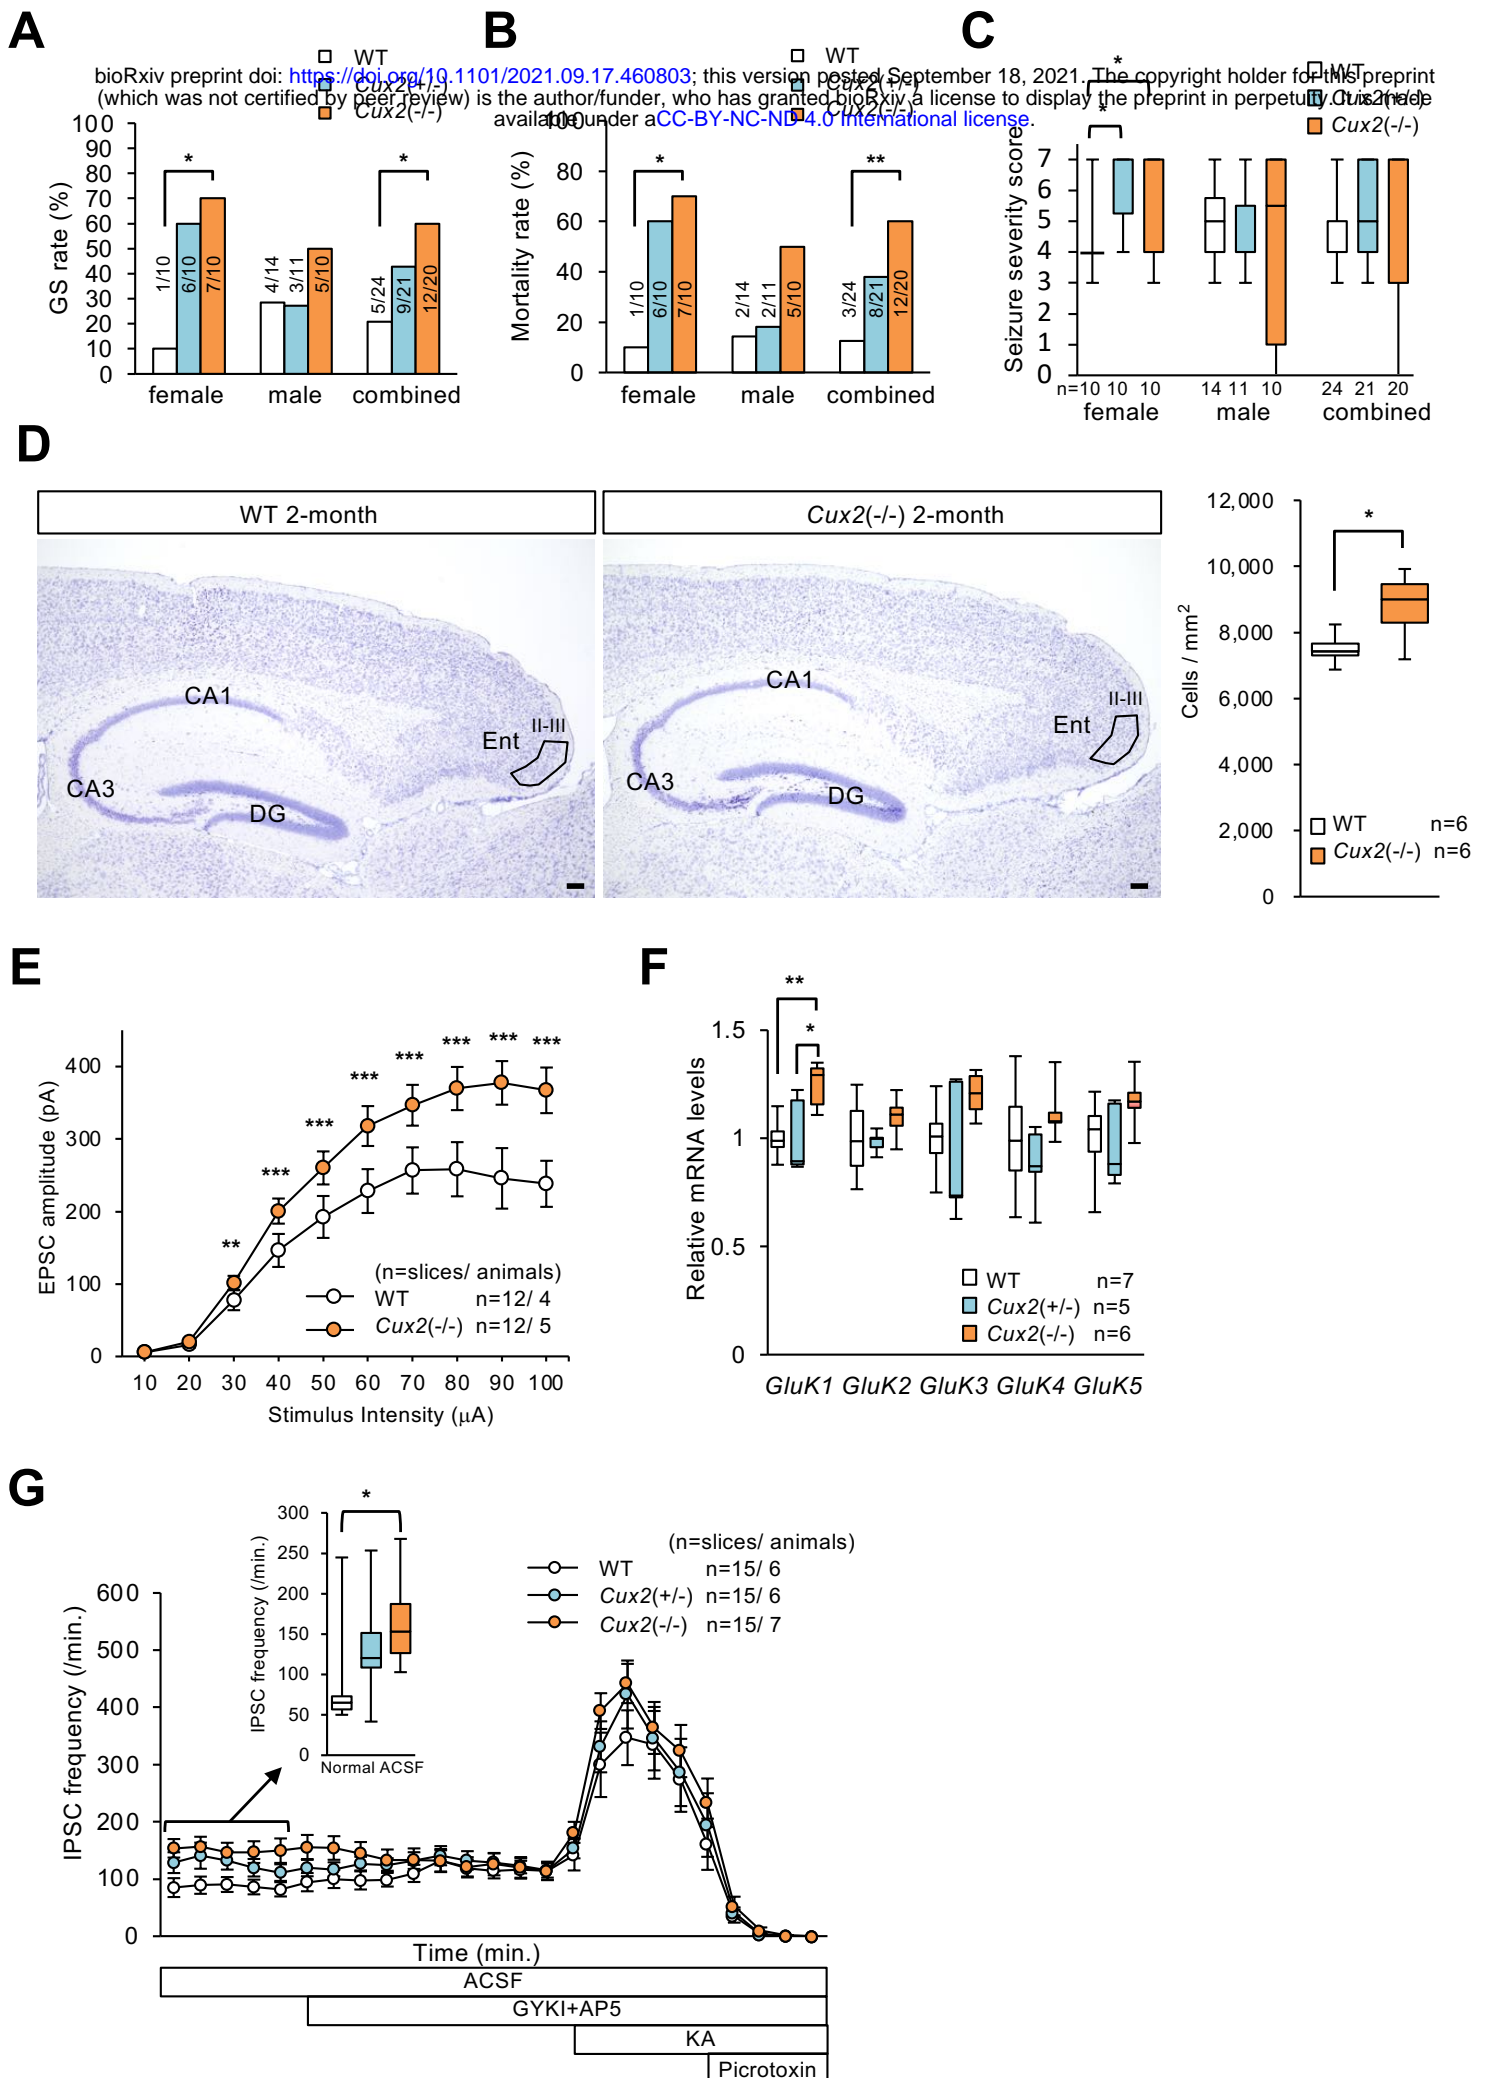 A
B
C
WT
Cux2(+/-)
Cux2(-/-)
WT
Cux2(+/-)
Cux2(-/-)
WT
Cux2(+/-)
Cux2(-/-)
bioRxiv preprint doi: https://doi.org/10.1101/2021.09.17.460803; this version posted September 18, 2021. The copyright holder for this preprint
(which was not certified by peer review) is the author/funder, who has granted bioRxiv a license to display the preprint in perpetuity. It is made
available under aCC-BY-NC-ND 4.0 International license.
GS rate (%)
100
90
80
70
60
50
40
30
20
10
0
*
*
1/10
6/10
7/10
4/14
3/11
5/10
5/24
9/21
12/20
female male combined
Mortality rate (%)
100
80
60
40
20
0
*
**
1/10
6/10
7/10
2/14
2/11
5/10
3/24
8/21
12/20
female male combined
Seizure severity score
7
6
5
4
3
2
1
0
*
*
n=10 10 10 14 11 10 24 21 20
female male combined
D
WT 2-month
Cux2(-/-) 2-month
CA1
CA3
DG
Ent
II-III
CA1
CA3
DG
Ent
II-III
Cells / mm2
12,000
10,000
8,000
6,000
4,000
2,000
0
*
WT n=6
Cux2(-/-) n=6
E
EPSC amplitude (pA)
400
300
200
100
0
** *** *** *** *** *** *** ***
(n=slices/ animals)
WT n=12/ 4
Cux2(-/-) n=12/ 5
10 20 30 40 50 60 70 80 90 100
Stimulus Intensity (μA)
F
Relative mRNA levels
1.5
1
0.5
0
**
*
WT n=7
Cux2(+/-) n=5
Cux2(-/-) n=6
GluK1 GluK2 GluK3 GluK4 GluK5
G
IPSC frequency (/min.)
300
250
200
150
100
50
0
*
Normal ACSF
(n=slices/ animals)
WT n=15/ 6
Cux2(+/-) n=15/ 6
Cux2(-/-) n=15/ 7
IPSC frequency (/min.)
600
500
400
300
200
100
0
Time (min.)
ACSF
GYKI+AP5
KA
Picrotoxin